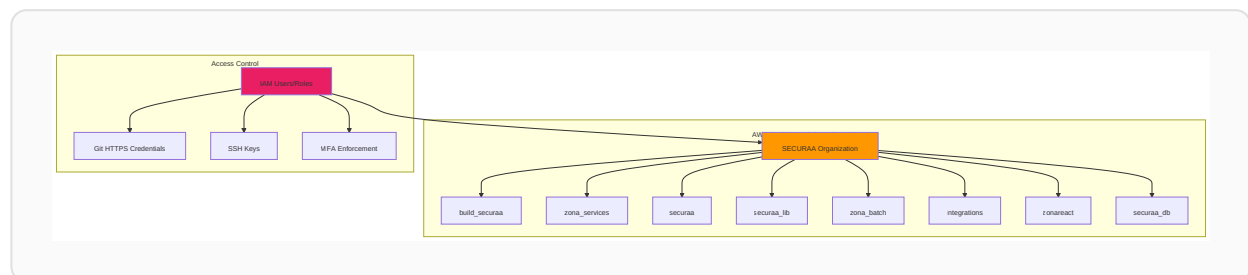 Access Control
IAM Users/Roles
Git HTTPS Credentials
SSH Keys
MFA Enforcement
AW
SECURAA Organization
build_securaa
zona_services
securaa
securaa_lib
zona_batch
integrations
zonareact
securaa_db